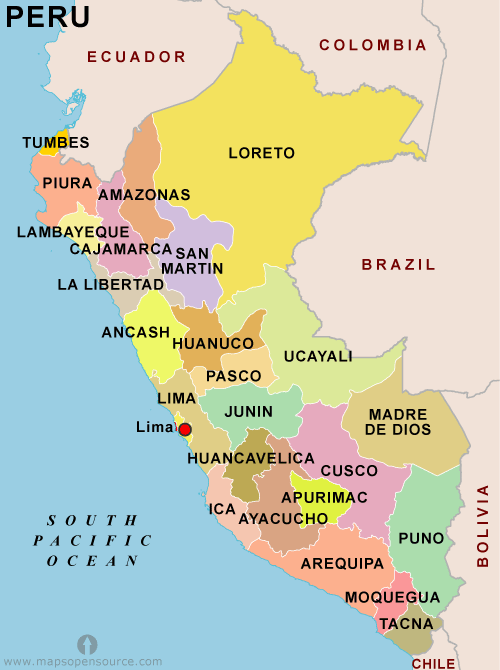 PERU
COLOMBIA
ECUADOR
TUMBES
LORETO
PIURA
AMAZONAS
LAMBAYEQUE
CAJAMARCA
SAN
MARTIN
BRAZIL
LA LIBERTAD
ANCASH
HUANUCO
UCAYALI
PASCO
LIMA
JUNIN
MADRE
DE DIOS
Lima
HUANCAVELICA
CUSCO
APURIMAC
ICA
AYACUCHO
BOLIVIA
SOUTH
PACIFIC
OCEAN
PUNO
AREQUIPA
MOQUEGUA
TACNA
CHILE
www.mapsopensource.com